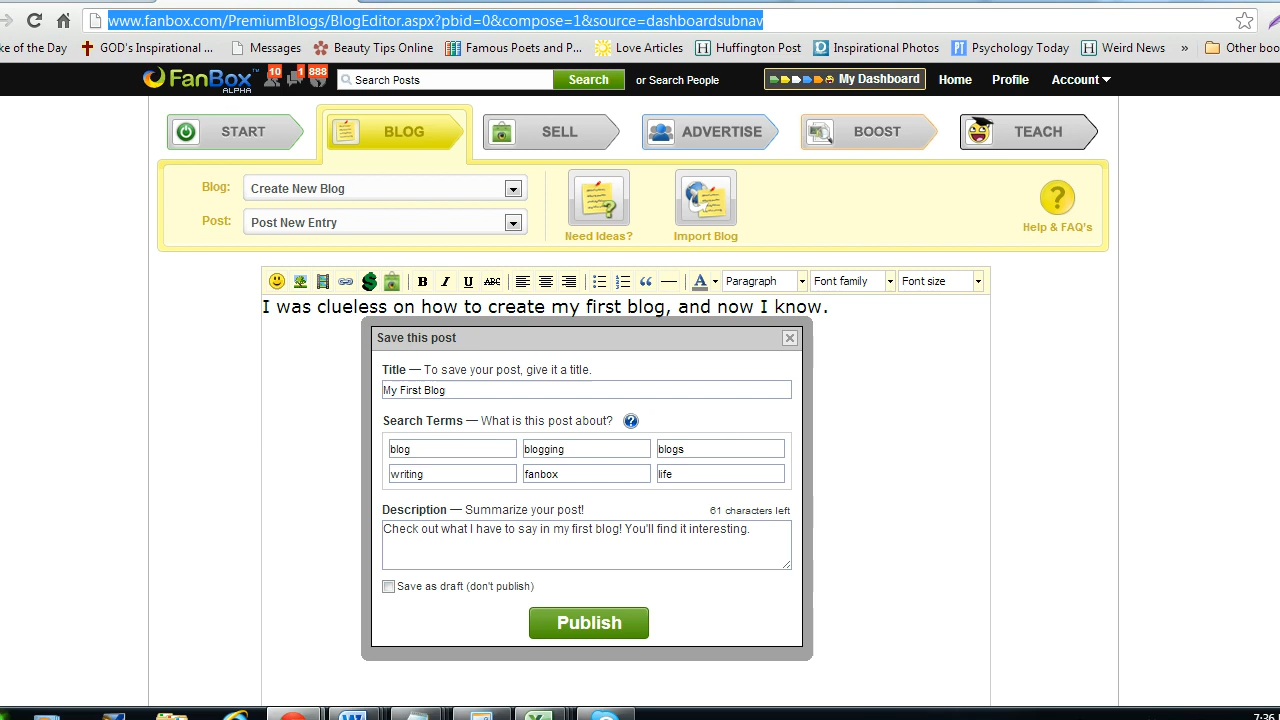 www.fanbox.com/PremiumBlogs/BlogEditor.aspx?pbid=0&compose=1&source=dashboardsubnav
ke of the Day GOD's Inspirational ... Messages Beauty Tips Online Famous Poets and P... Love Articles Huffington Post Inspirational Photos PT Psychology Today Weird News » Other boo
FanBox™ ALPHA 10 1 888 Search Posts Search or Search People My Dashboard Home Profile Account
START BLOG SELL ADVERTISE BOOST TEACH
Blog: Create New Blog
Post: Post New Entry
Need Ideas? Import Blog Help & FAQ's
B I U ABC Paragraph Font family Font size
I was clueless on how to create my first blog, and now I know.
Save this post
Title — To save your post, give it a title.
My First Blog
Search Terms — What is this post about? ?
blog blogging blogs
writing fanbox life
Description — Summarize your post! 61 characters left
Check out what I have to say in my first blog! You'll find it interesting.
Save as draft (don't publish)
Publish
7:36